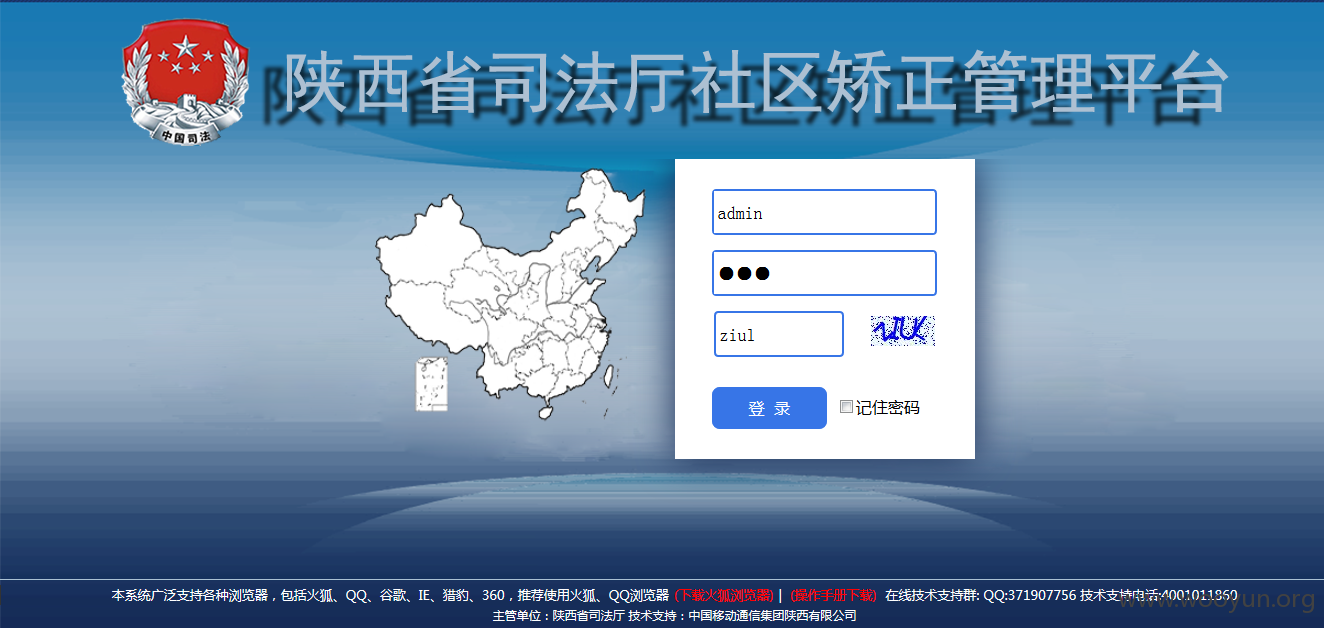 陕西省司法厅社区矫正管理平台
中国司法
admin
ziul
登 录 记住密码
本系统广泛支持各种浏览器，包括火狐、QQ、谷歌、IE、猎豹、360，推荐使用火狐、QQ浏览器 (下载火狐浏览器) | (操作手册下载) 在线技术支持群: QQ:371907756 技术支持电话:4001011860
主管单位：陕西省司法厅 技术支持：中国移动通信集团陕西有限公司
www.wooyun.org